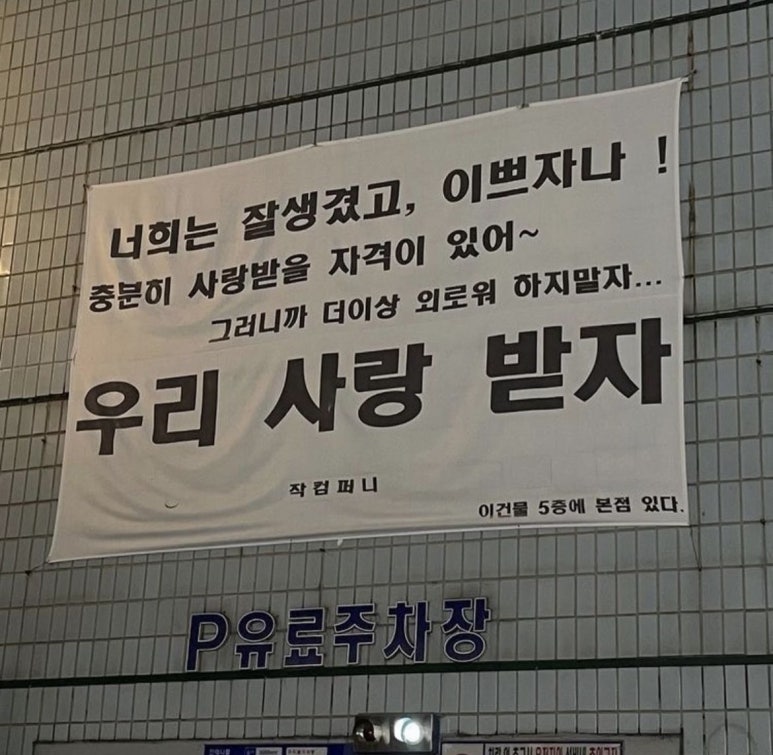 너희는 잘생겼고, 이쁘자나 !
충분히 사랑받을 자격이 있어~
그러니까 더이상 외로워 하지말자...
우리 사랑 받자
작컴퍼니
이건물 5층에 본점 있다.
P유료주차장